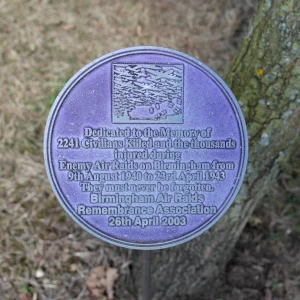 Dedicated to the Memory of
2241 Civilians Killed and the thousands
injured during
Enemy Air Raids on Birmingham from
9th August 1940 to 23rd April 1943
They must never be forgotten.
Birmingham Air Raids
Remembrance Association
26th April 2003